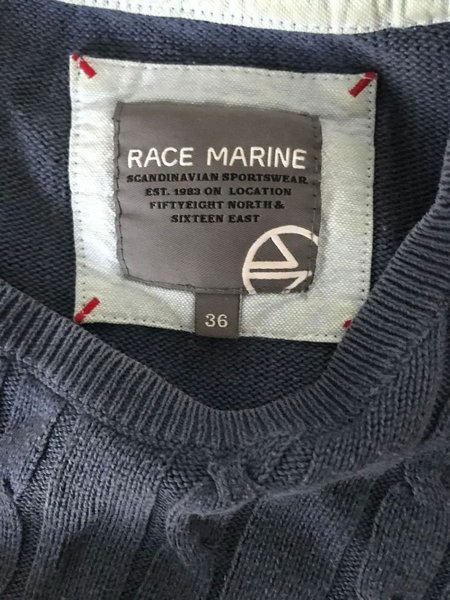 RACE MARINE
SCANDINAVIAN SPORTSWEAR
EST. 1983 ON LOCATION
FIFTYEIGHT NORTH &
SIXTEEN EAST
36